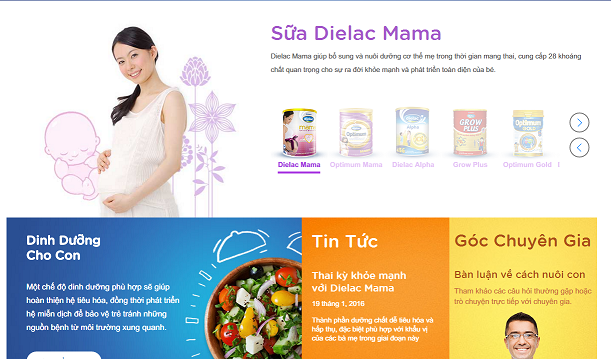 Sữa Dielac Mama
Dielac Mama giúp bổ sung và nuôi dưỡng cơ thể mẹ trong thời gian mang thai, cung cấp 28 khoáng
chất quan trọng cho sự ra đời khỏe mạnh và phát triển toàn diện của bé.
Dielac Mama
Optimum Mama
Dielac Alpha
Grow Plus
Optimum Gold
Dinh Dưỡng
Cho Con
Một chế độ dinh dưỡng phù hợp sẽ giúp
hoàn thiện hệ tiêu hóa, đồng thời phát triển
hệ miễn dịch để bảo vệ trẻ tránh những
nguồn bệnh từ môi trường xung quanh.
Tin Tức
Thai kỳ khỏe mạnh
với Dielac Mama
19 tháng 1, 2016
Thành phần dưỡng chất dễ tiêu hóa và
hấp thụ, đặc biệt phù hợp với khẩu vị
của các bà mẹ trong giai đoạn này
Góc Chuyên Gia
Bàn luận về cách nuôi con
Tham khảo các câu hỏi thường gặp hoặc
trò chuyện trực tiếp với chuyên gia.